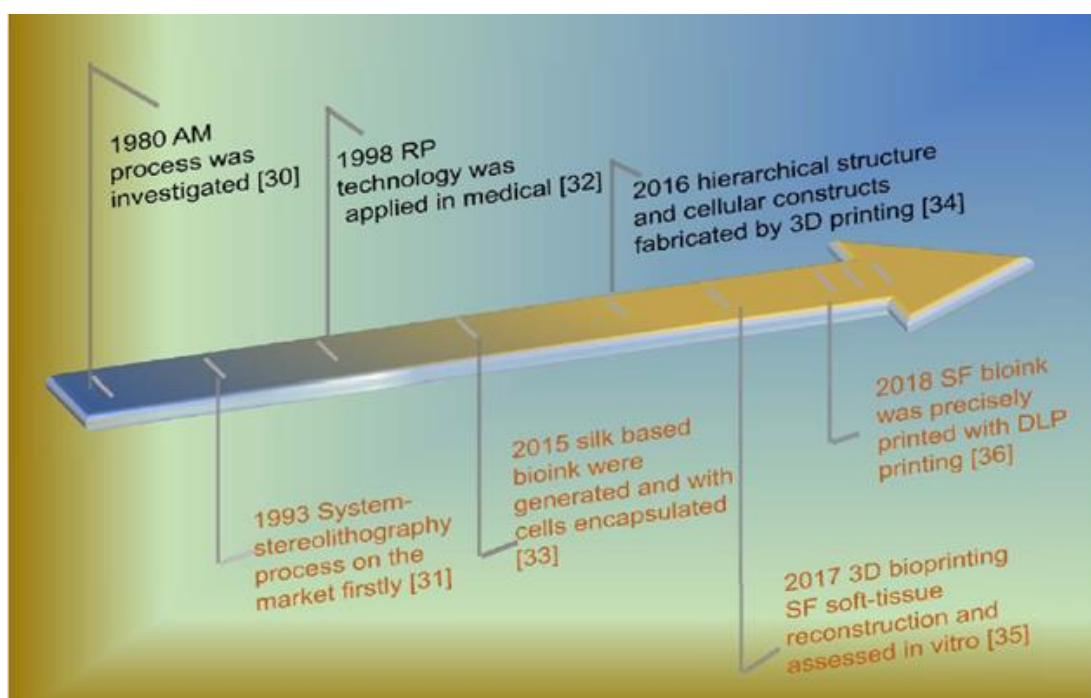 1980 AM
process was
investigated [30]
1998 RP
technology was
applied in medical [32]
2016 hierarchical structure
and cellular constructs
fabricated by 3D printing [34]
1993 System-
stereolithography
process on the
market firstly [31]
2015 silk based
bioink were
generated and with
cells encapsulated
[33]
2017 3D bioprinting
SF soft-tissue
reconstruction and
assessed in vitro [35]
2018 SF bioink
was precisely
printed with DLP
printing [36]